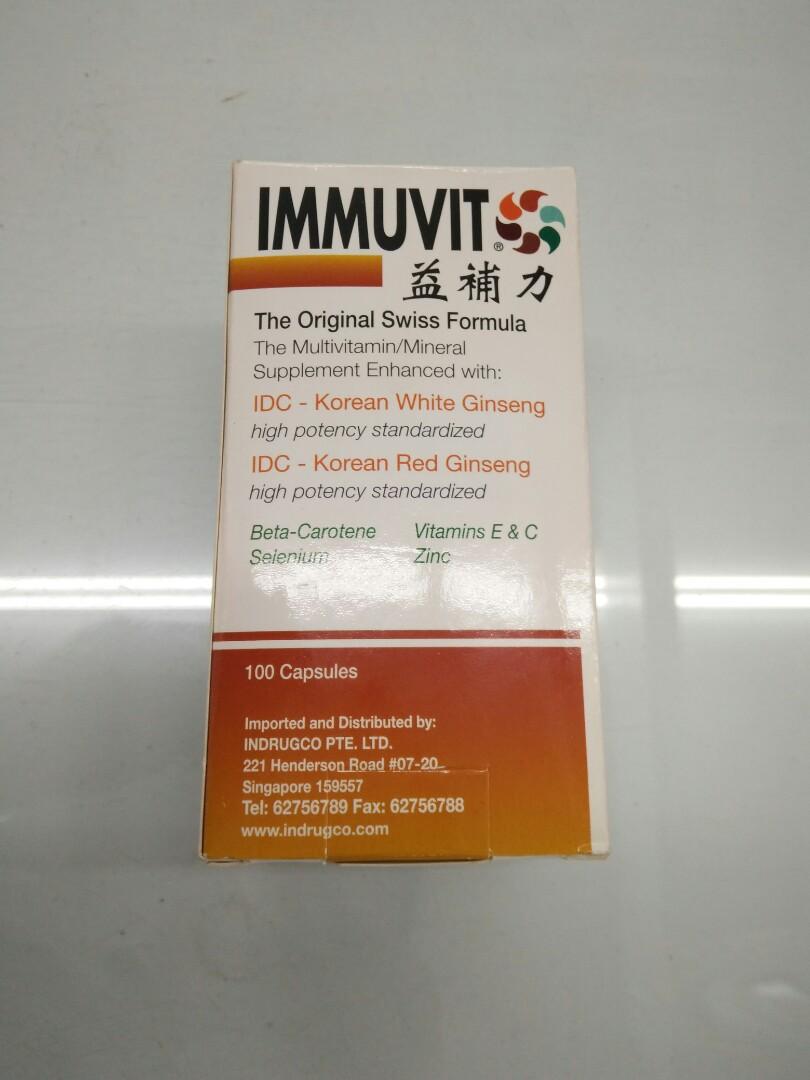 IMMUVIT®
益補力
The Original Swiss Formula
The Multivitamin/Mineral
Supplement Enhanced with:
IDC - Korean White Ginseng
high potency standardized
IDC - Korean Red Ginseng
high potency standardized
Beta-Carotene Vitamins E & C
Selenium Zinc
100 Capsules
Imported and Distributed by:
INDRUGCO PTE. LTD.
221 Henderson Road #07-20
Singapore 159557
Tel: 62756789 Fax: 62756788
www.indrugco.com